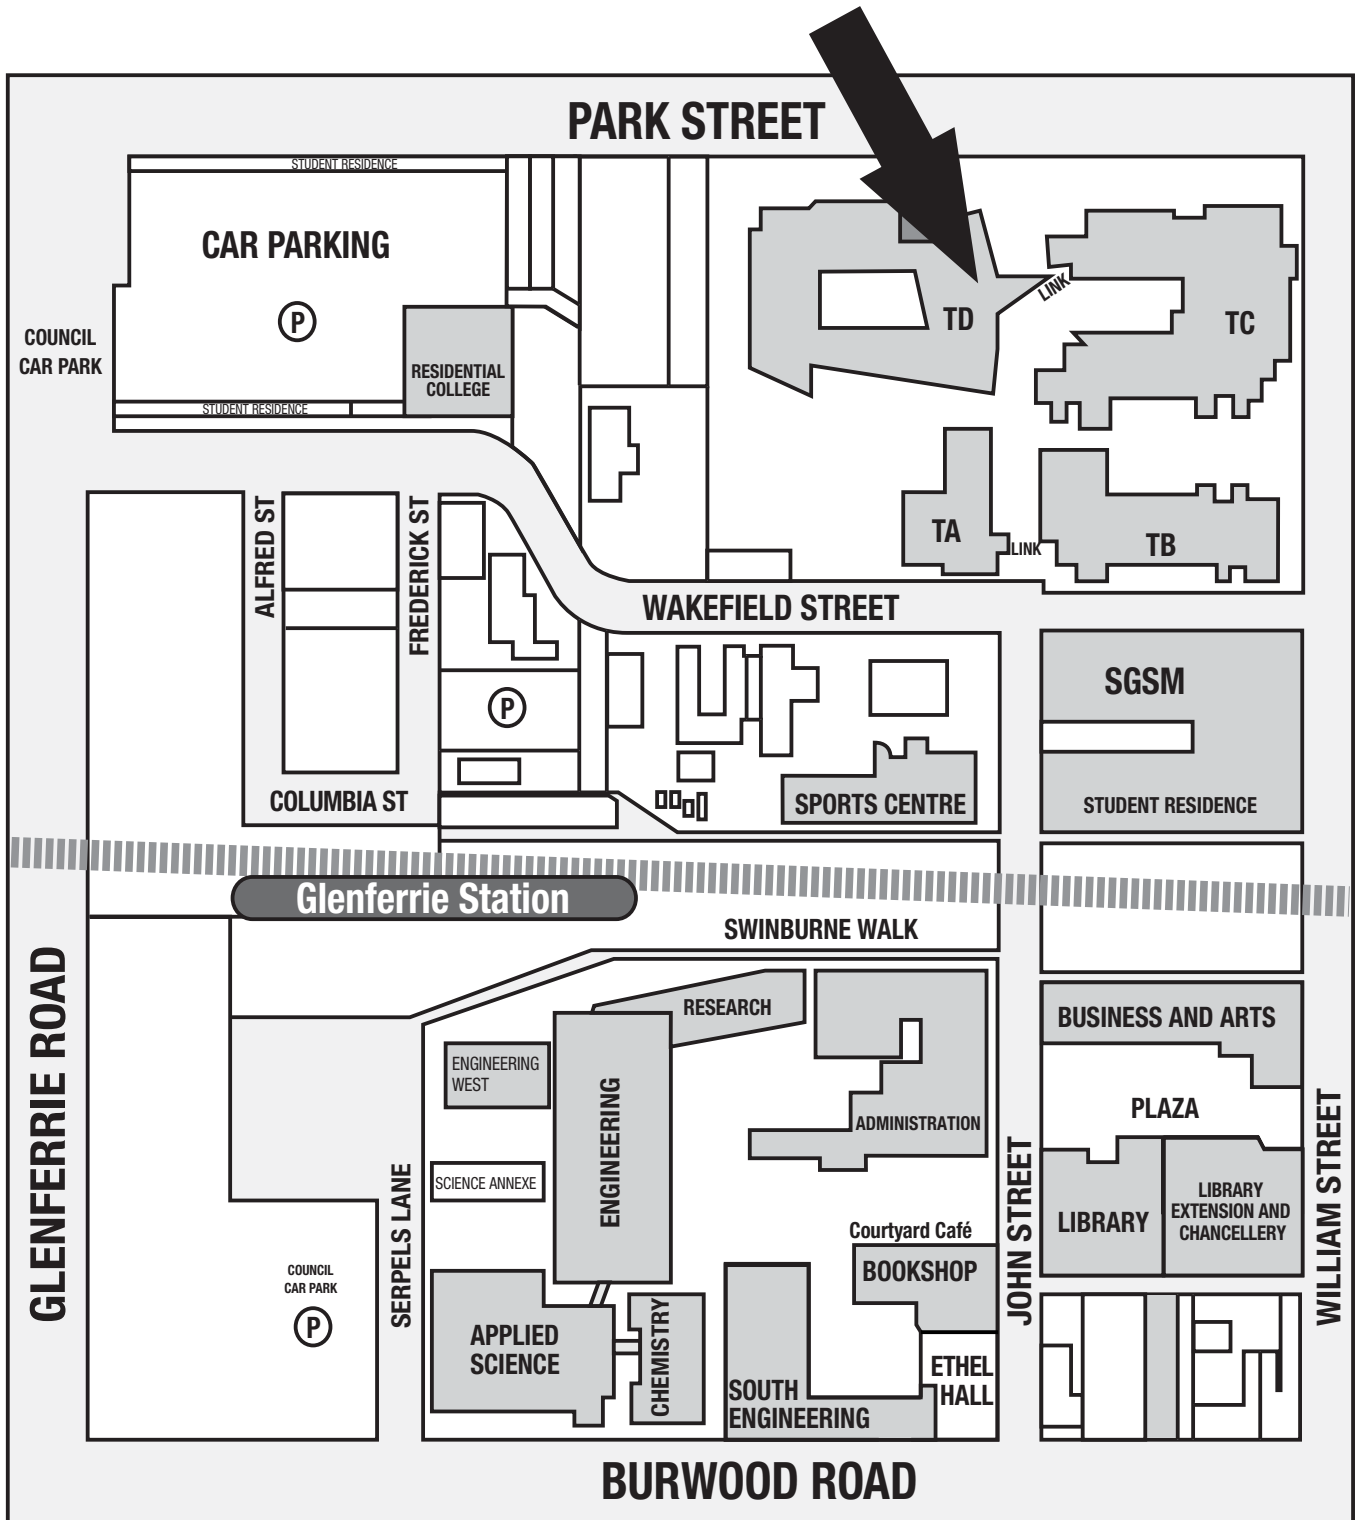 PARK STREET
STUDENT RESIDENCE
CAR PARKING
P
COUNCIL
CAR PARK
RESIDENTIAL
COLLEGE
STUDENT RESIDENCE
TD
LINK
TC
TA
LINK
TB
ALFRED ST
FREDERICK ST
WAKEFIELD STREET
P
SGSM
COLUMBIA ST
SPORTS CENTRE
STUDENT RESIDENCE
Glenferrie Station
SWINBURNE WALK
GLENFERRIE ROAD
RESEARCH
BUSINESS AND ARTS
ENGINEERING
WEST
ENGINEERING
ADMINISTRATION
PLAZA
SERPELS LANE
SCIENCE ANNEXE
JOHN STREET
WILLIAM STREET
LIBRARY
LIBRARY
EXTENSION AND
CHANCELLERY
Courtyard Café
BOOKSHOP
COUNCIL
CAR PARK
P
APPLIED
SCIENCE
CHEMISTRY
SOUTH
ENGINEERING
ETHEL
HALL
BURWOOD ROAD